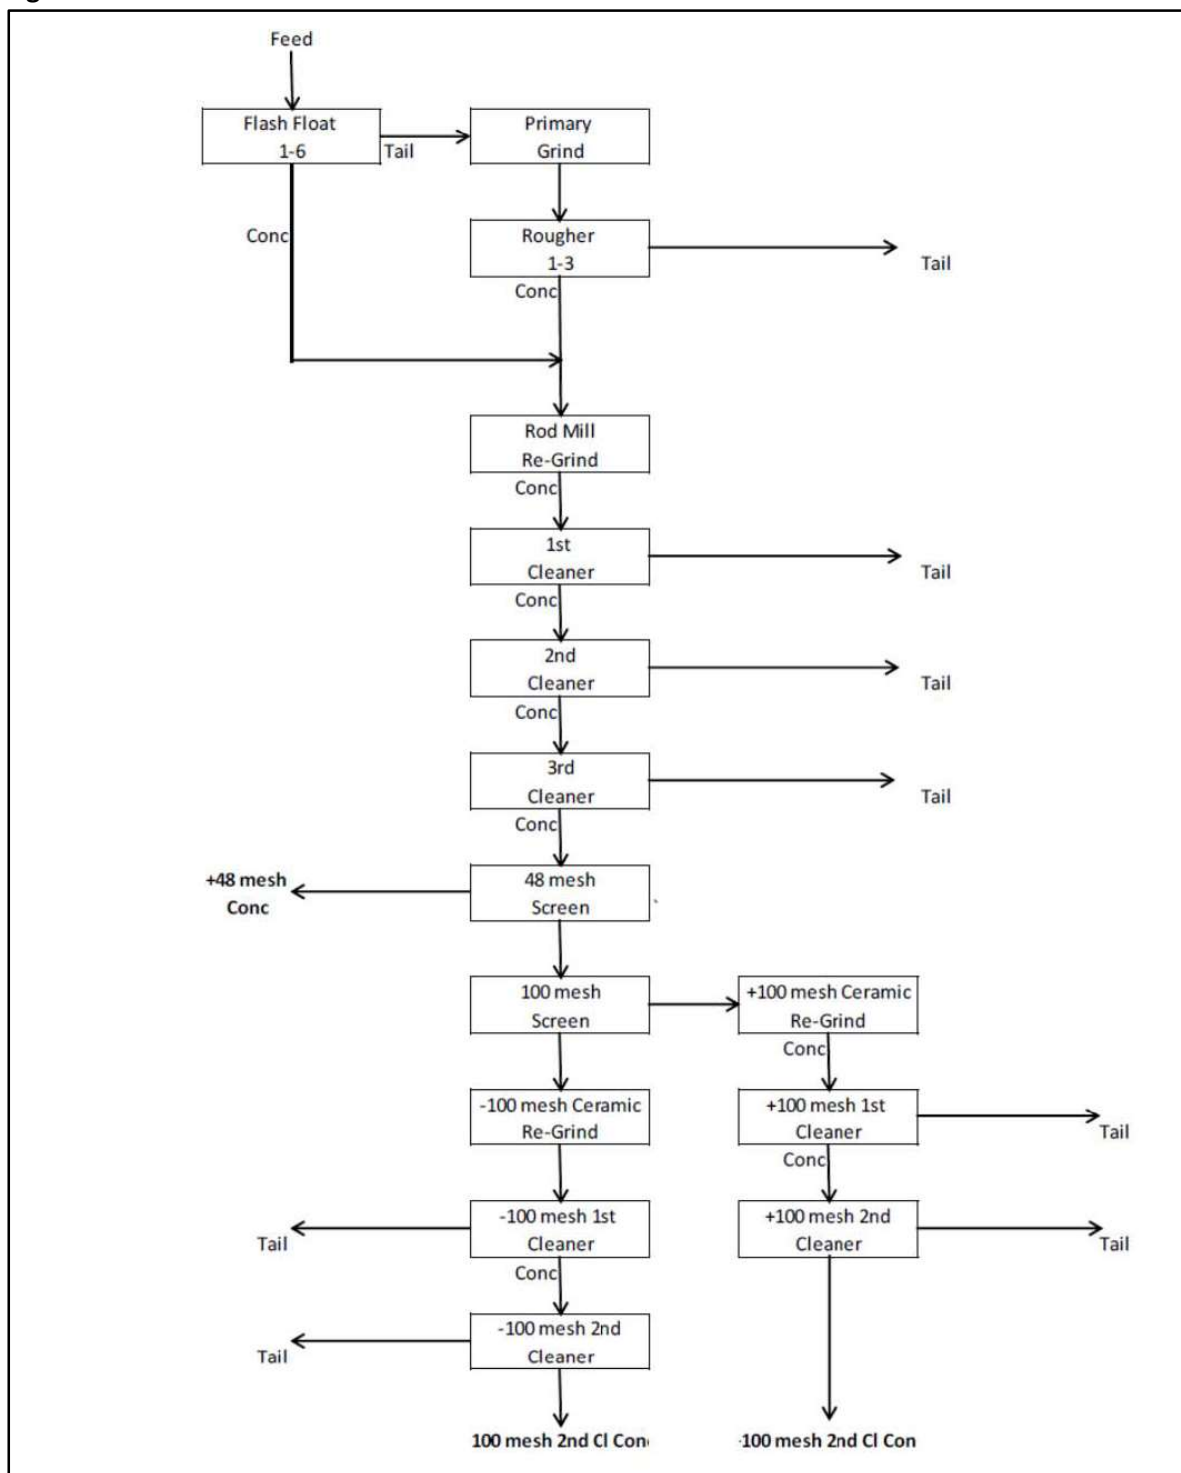 Feed
Flash Float
1-6
Tail
Primary
Grind
Conc
Rougher
1-3
Tail
Conc
Rod Mill
Re-Grind
Conc
1st
Cleaner
Tail
Conc
2nd
Cleaner
Tail
Conc
3rd
Cleaner
Tail
Conc
+48 mesh
Conc
48 mesh
Screen
100 mesh
Screen
+100 mesh Ceramic
Re-Grind
Conc
-100 mesh Ceramic
Re-Grind
+100 mesh 1st
Cleaner
Tail
Conc
-100 mesh 1st
Cleaner
Tail
Conc
+100 mesh 2nd
Cleaner
Tail
-100 mesh 2nd
Cleaner
Tail
100 mesh 2nd Cl Con
100 mesh 2nd Cl Con